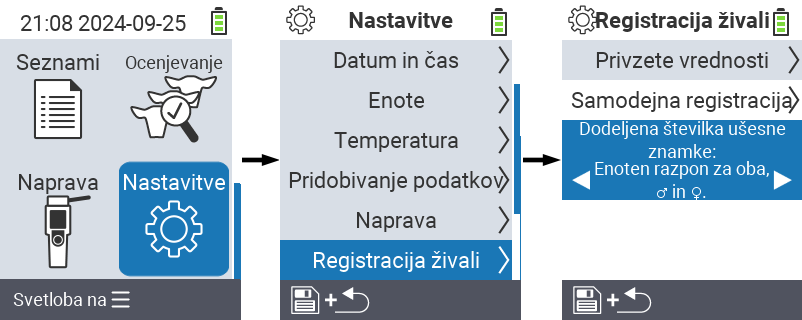 21:08 2024-09-25
Seznami
Ocenjevanje
Naprava
Nastavitve
Svetloba na
Nastavitve
Datum in čas
Enote
Temperatura
Pridobivanje podatkov
Naprava
Registracija živali
+
Registracija živali
Privzete vrednosti
Samodejna registracija
Dodeljena številka ušesne
znamke:
Enoten razpon za oba,
♂ in ♀.
+